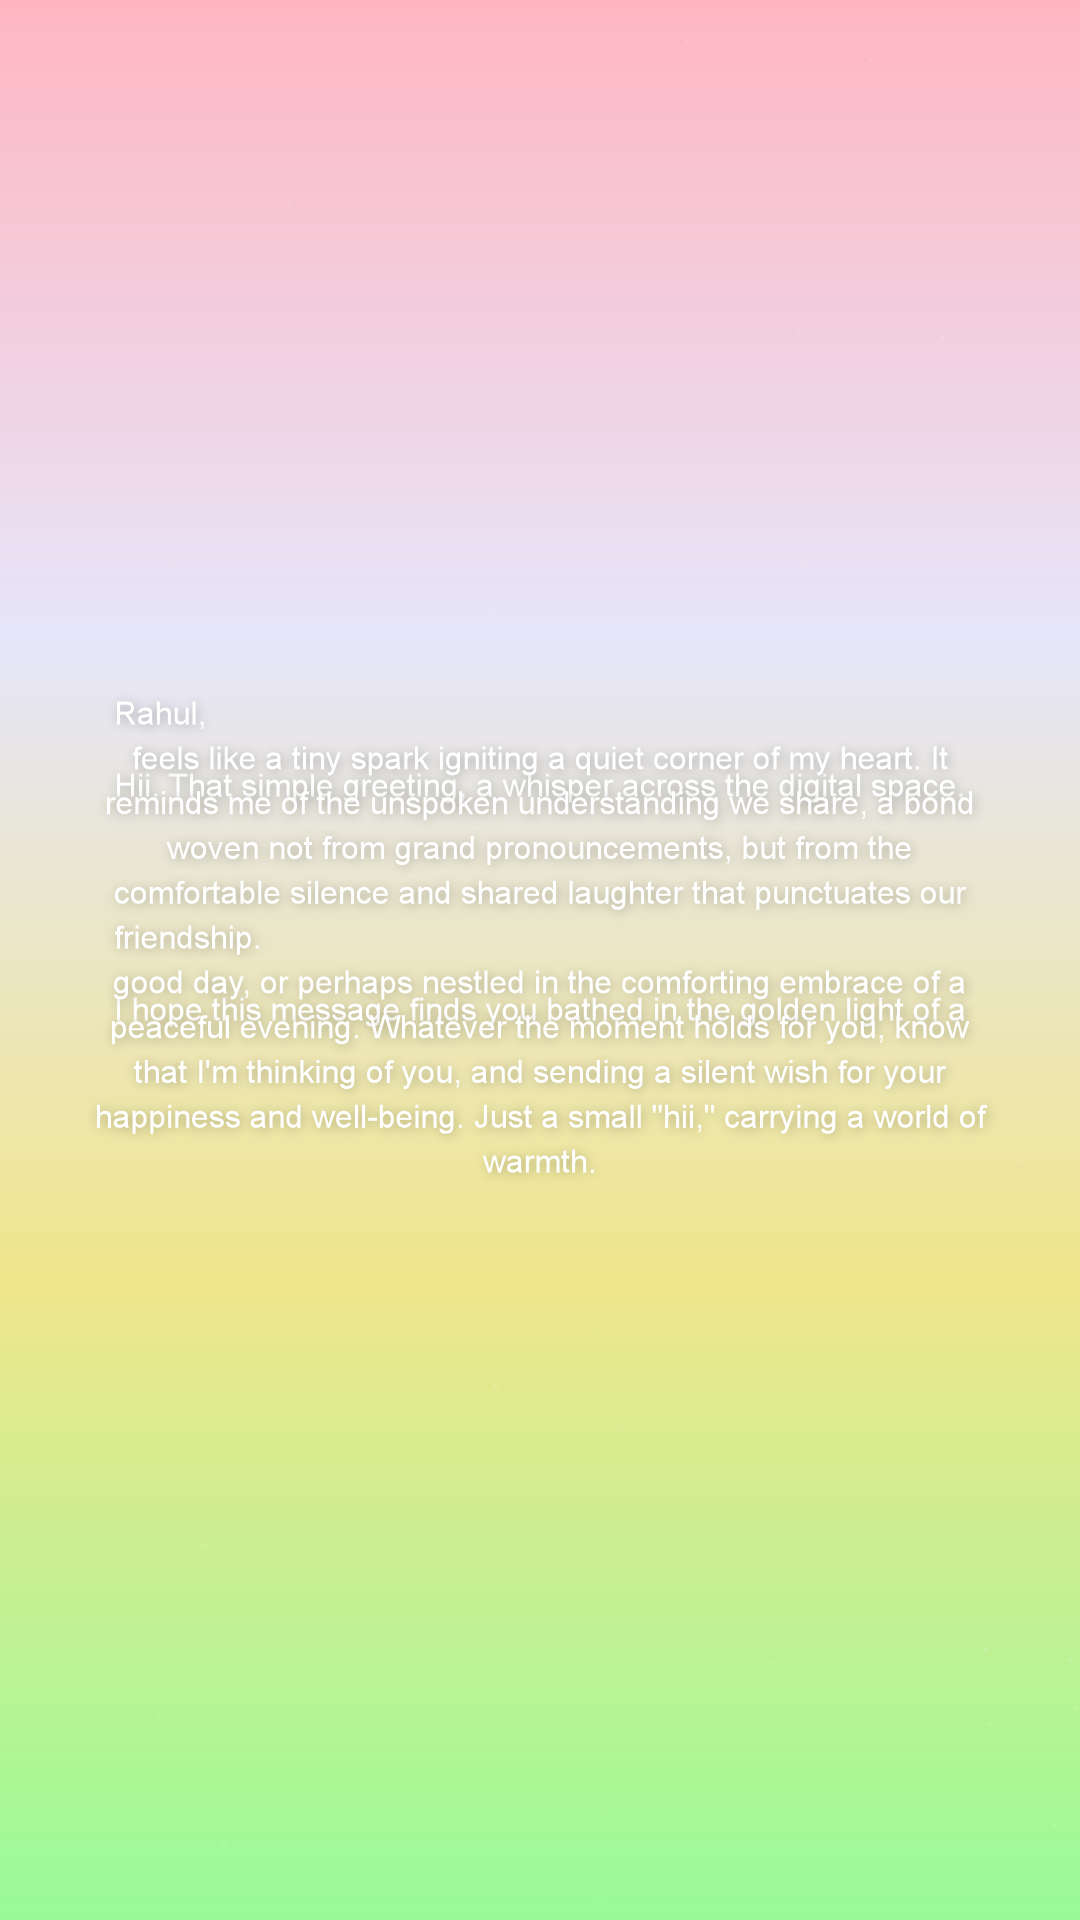 Rahul,
feels like a tiny spark igniting a quiet corner of my heart. It
Hii. That simple greeting, a whisper across the digital space,
reminds me of the unspoken understanding we share, a bond
woven not from grand pronouncements, but from the
comfortable silence and shared laughter that punctuates our
friendship.
good day, or perhaps nestled in the comforting embrace of a
I hope this message finds you bathed in the golden light of a
peaceful evening. Whatever the moment holds for you, know
that I'm thinking of you, and sending a silent wish for your
happiness and well-being. Just a small "hii," carrying a world of
warmth.